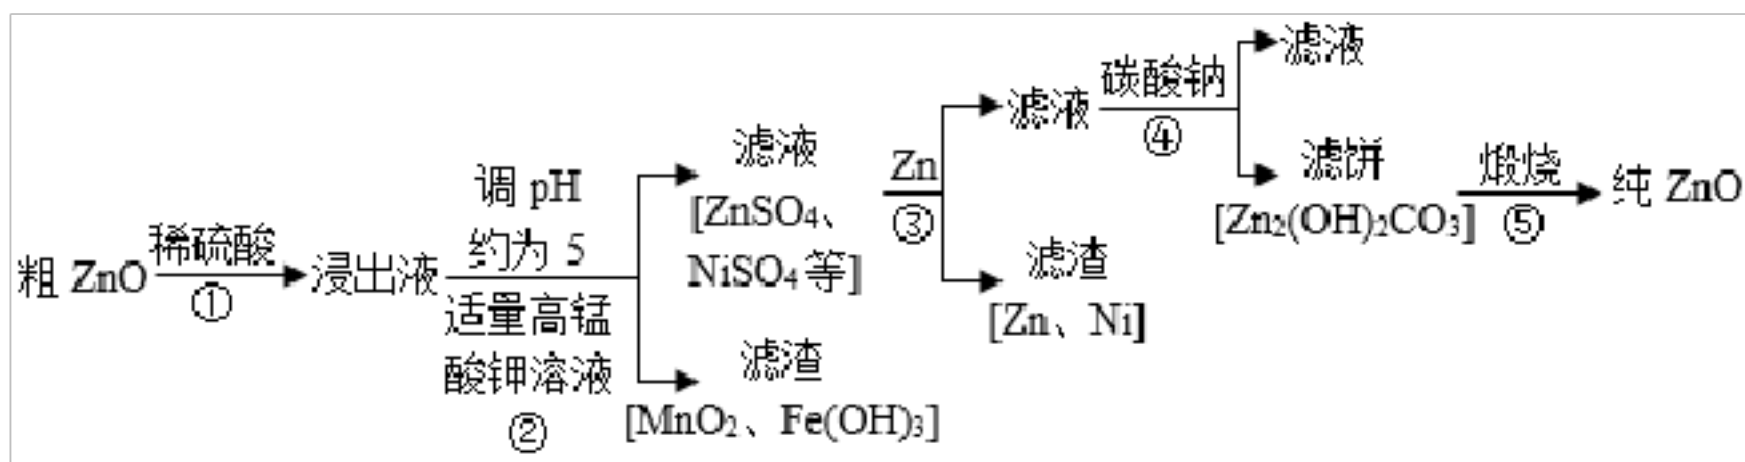 粗 ZnO
稀硫酸
①
浸出液
调 pH
约为 5
适量高锰
酸钾溶液
②
滤液
[ZnSO₄、
NiSO₄ 等]
滤渣
[MnO₂、Fe(OH)₃]
Zn
③
滤液
滤渣
[Zn、Ni]
碳酸钠
④
滤液
滤饼
[Zn₂(OH)₂CO₃]
煅烧
⑤
纯 ZnO